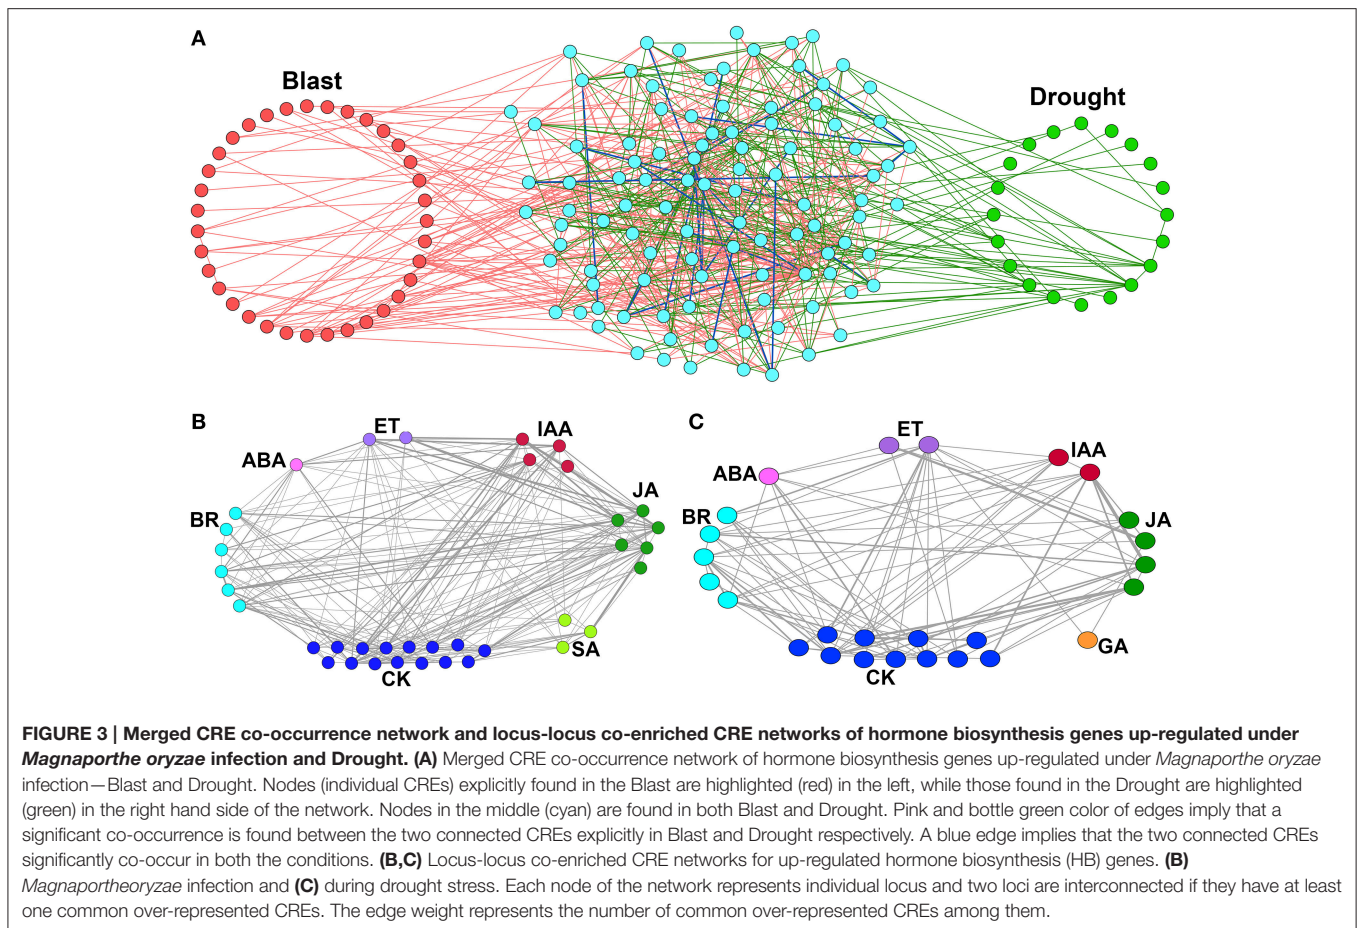 A
Blast
Drought
B
ET
IAA
ABA
JA
BR
SA
CK
C
ET
IAA
ABA
JA
BR
GA
CK
FIGURE 3 | Merged CRE co-occurrence network and locus-locus co-enriched CRE networks of hormone biosynthesis genes up-regulated under
Magnaporthe oryzae infection and Drought. (A) Merged CRE co-occurrence network of hormone biosynthesis genes up-regulated under Magnaporthe oryzae
infection—Blast and Drought. Nodes (individual CREs) explicitly found in the Blast are highlighted (red) in the left, while those found in the Drought are highlighted
(green) in the right hand side of the network. Nodes in the middle (cyan) are found in both Blast and Drought. Pink and bottle green color of edges imply that a
significant co-occurrence is found between the two connected CREs explicitly in Blast and Drought respectively. A blue edge implies that the two connected CREs
significantly co-occur in both the conditions. (B,C) Locus-locus co-enriched CRE networks for up-regulated hormone biosynthesis (HB) genes. (B)
Magnaportheoryzae infection and (C) during drought stress. Each node of the network represents individual locus and two loci are interconnected if they have at least
one common over-represented CREs. The edge weight represents the number of common over-represented CREs among them.